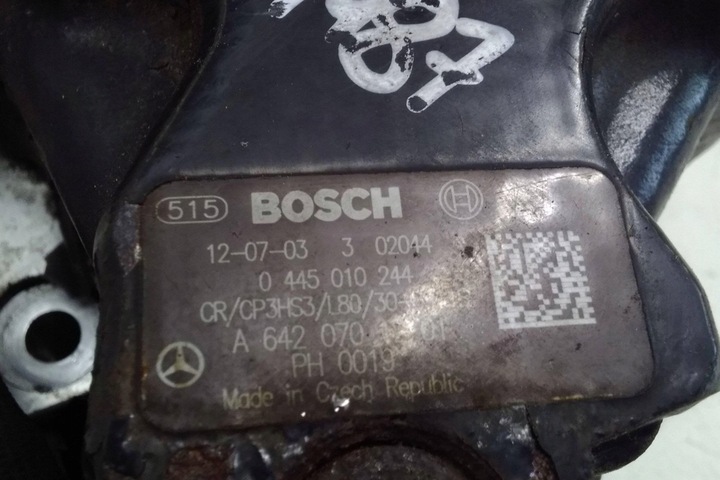 515 BOSCH
12-07-03 3 02044
0 445 010 244
CR/CP3HS3/L80/30
A 642 070 01
PH 0019
Made in Czech Republic